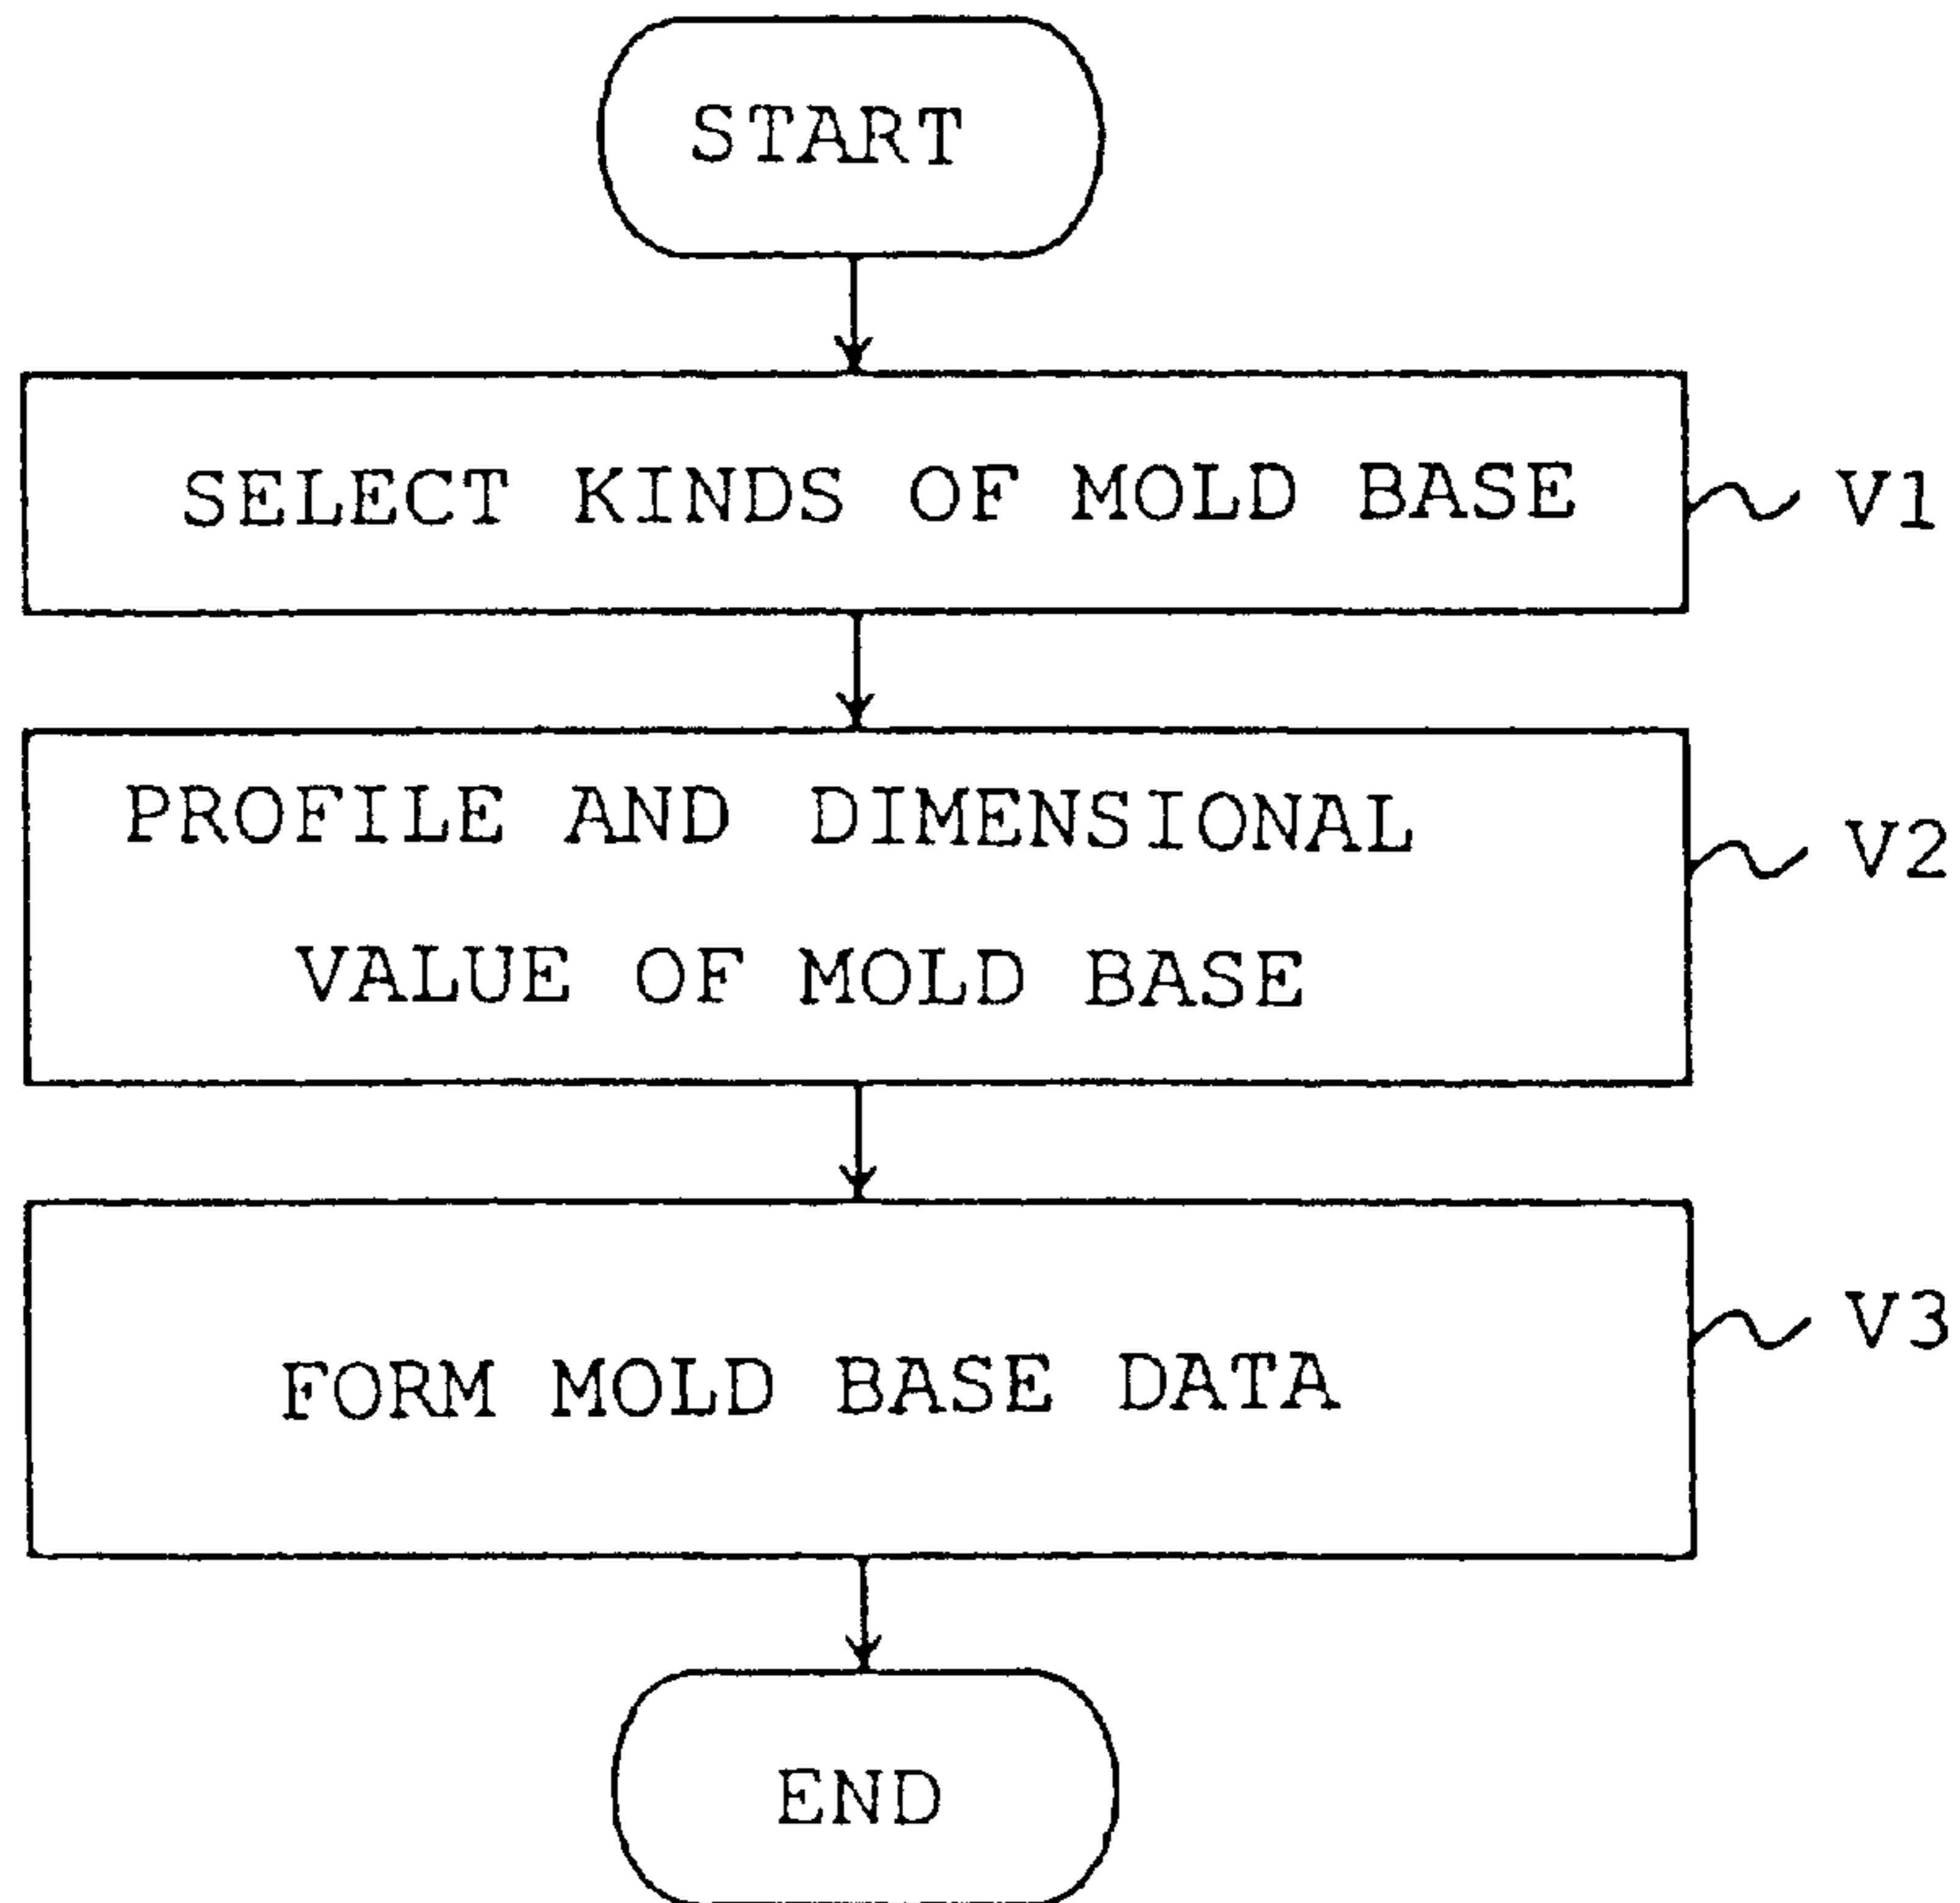 START
SELECT KINDS OF MOLD BASE
V1
PROFILE AND DIMENSIONAL
V2
VALUE OF MOLD BASE
FORM MOLD BASE DATA
V3
END